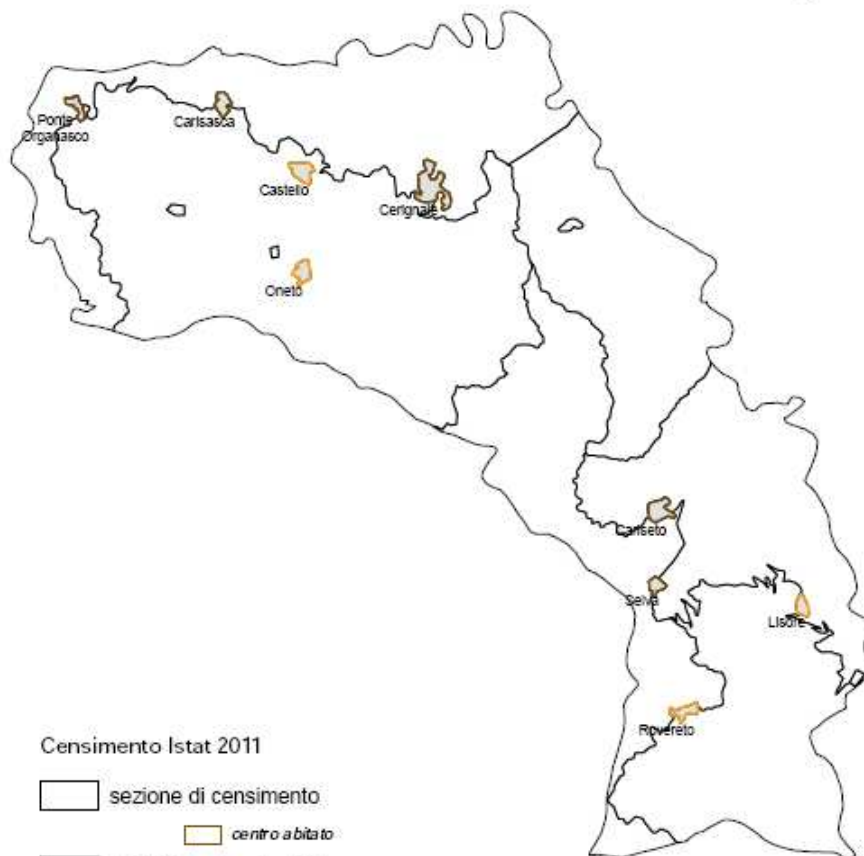 Ponte
Organasco
Carisasca
Castello
Cerignale
Oneto
Cariseto
Selva
Lisore
Rovereto
Censimento Istat 2011
sezione di censimento
centro abitato